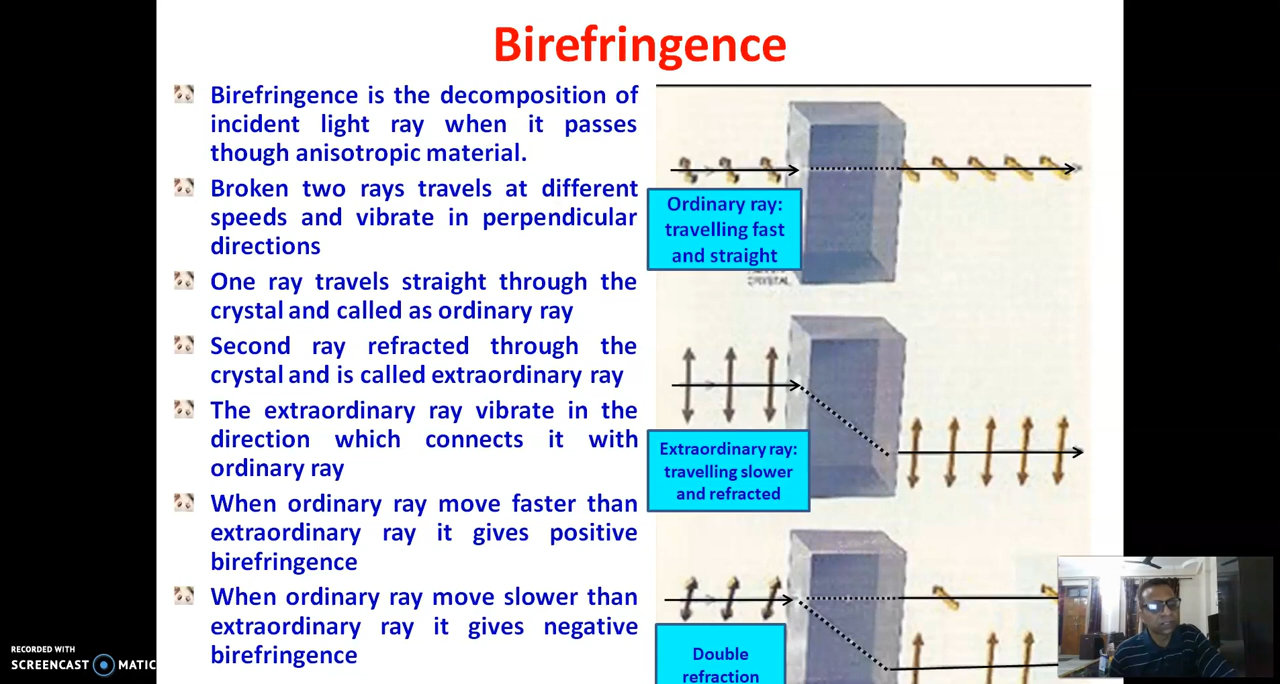 Birefringence
Birefringence is the decomposition of
incident light ray when it passes
though anisotropic material.
Broken two rays travels at different
speeds and vibrate in perpendicular
directions
One ray travels straight through the
crystal and called as ordinary ray
Second ray refracted through the
crystal and is called extraordinary ray
The extraordinary ray vibrate in the
direction which connects it with
ordinary ray
When ordinary ray move faster than
extraordinary ray it gives positive
birefringence
When ordinary ray move slower than
extraordinary ray it gives negative
birefringence
Ordinary ray:
travelling fast
and straight
CRYSTAL
Extraordinary ray:
travelling slower
and refracted
Double
refraction
RECORDED WITH
SCREENCAST MATIC